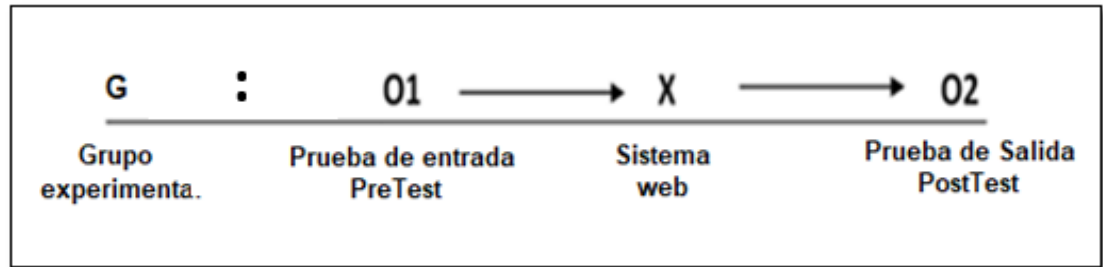 G : O1 X O2
Grupo Prueba de entrada Sistema Prueba de Salida
experimenta. PreTest web PostTest